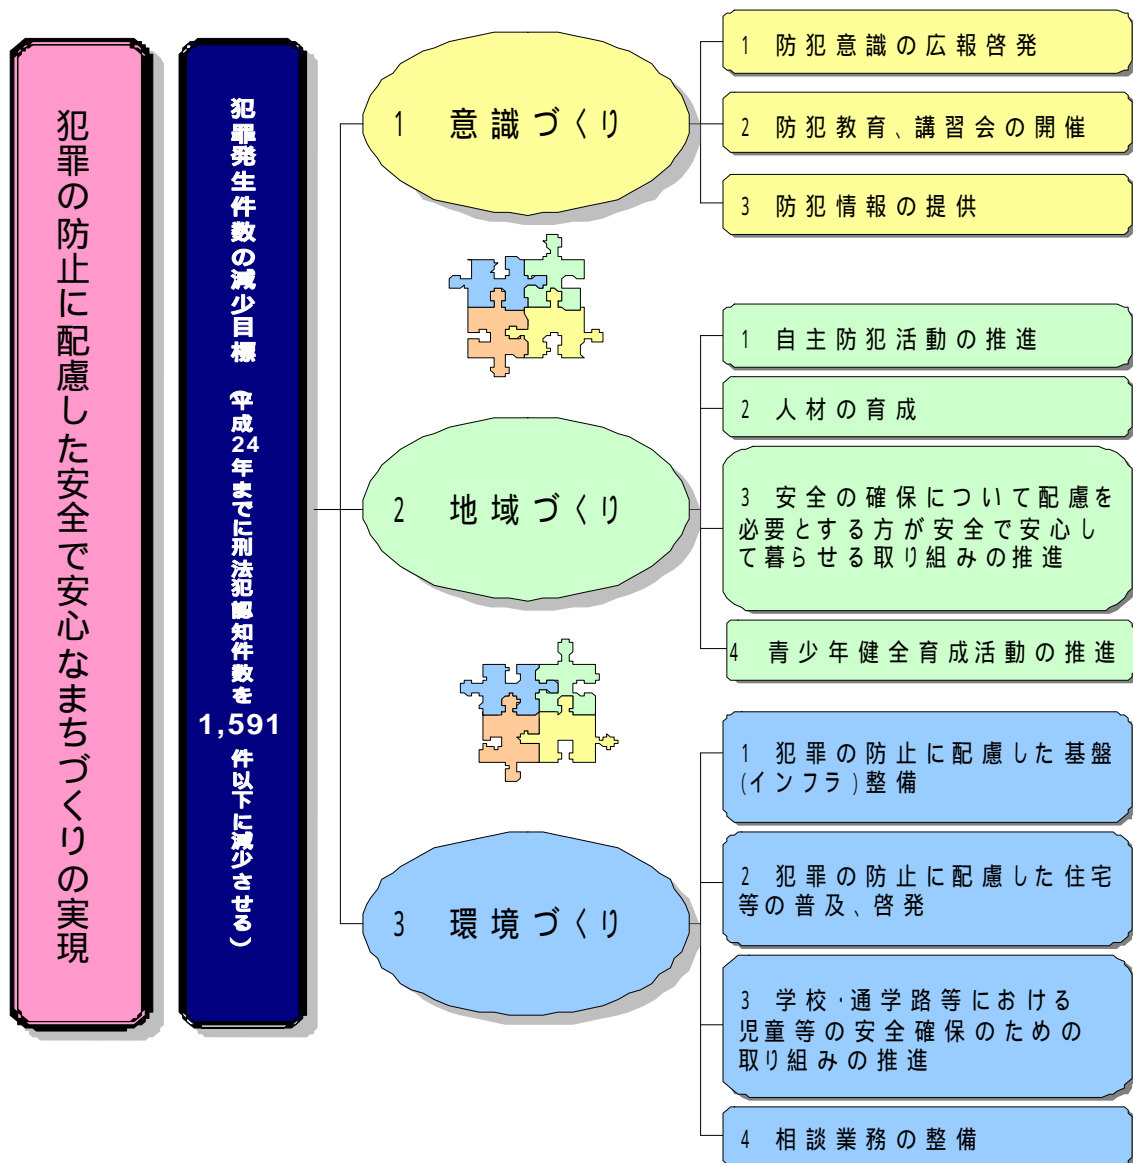 犯罪の防止に配慮した安全で安心なまちづくりの実現
犯罪発生件数の減少目標 (平成24年までに刑法犯認知件数を1,591件以下に減少させる)
1 意識づくり
1 防犯意識の広報啓発
2 防犯教育、講習会の開催
3 防犯情報の提供
2 地域づくり
1 自主防犯活動の推進
2 人材の育成
3 安全の確保について配慮を
必要とする方が安全で安心し
て暮らせる取り組みの推進
4 青少年健全育成活動の推進
3 環境づくり
1 犯罪の防止に配慮した基盤
(インフラ)整備
2 犯罪の防止に配慮した住宅
等の普及、啓発
3 学校・通学路等における
児童等の安全確保のための
取り組みの推進
4 相談業務の整備